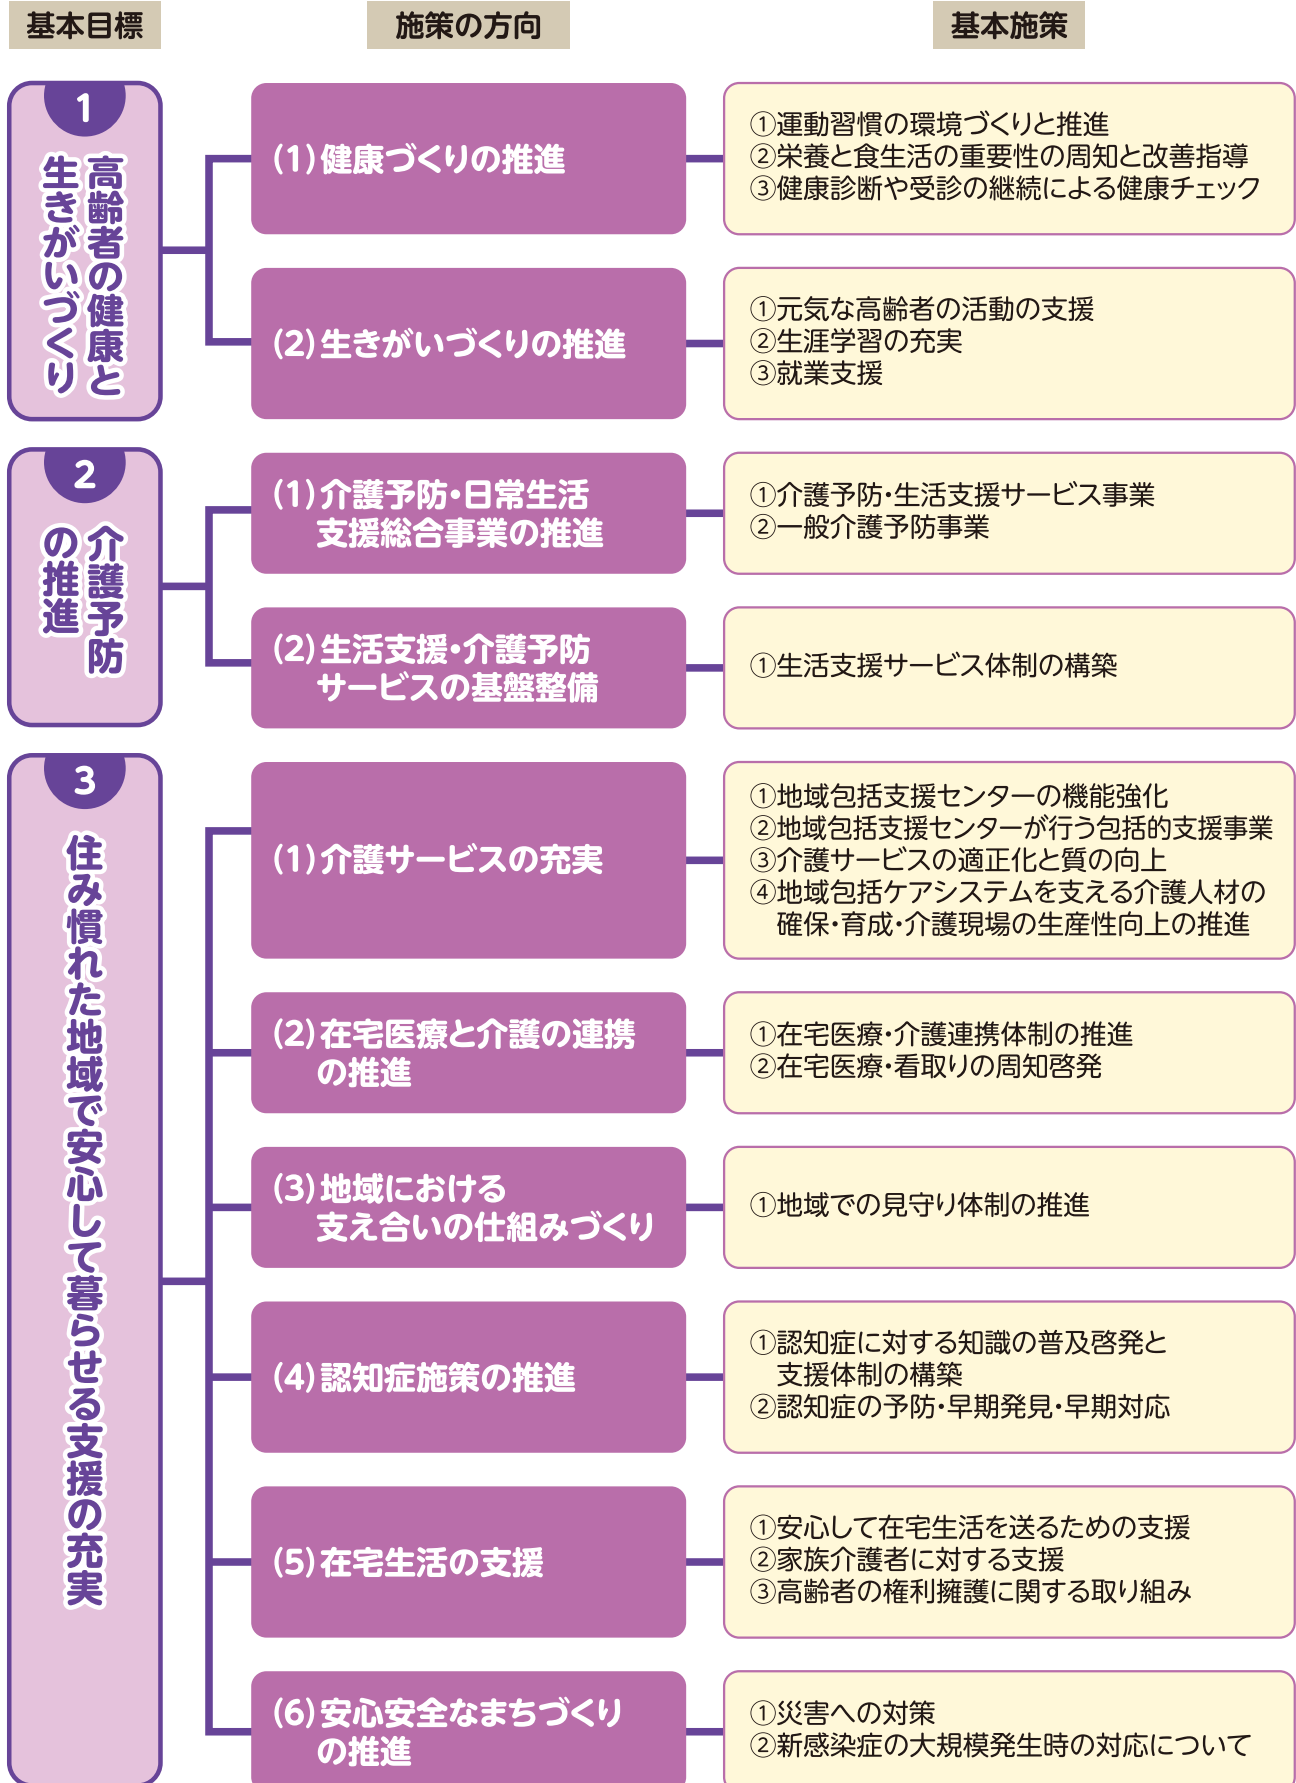 基本目標
施策の方向
基本施策
1
高齢者の健康と
生きがいづくり
(1)健康づくりの推進
①運動習慣の環境づくりと推進
②栄養と食生活の重要性の周知と改善指導
③健康診断や受診の継続による健康チェック
(2)生きがいづくりの推進
①元気な高齢者の活動の支援
②生涯学習の充実
③就業支援
2
介護予防
の推進
(1)介護予防・日常生活
支援総合事業の推進
①介護予防・生活支援サービス事業
②一般介護予防事業
(2)生活支援・介護予防
サービスの基盤整備
①生活支援サービス体制の構築
3
住み慣れた地域で安心して暮らせる支援の充実
(1)介護サービスの充実
①地域包括支援センターの機能強化
②地域包括支援センターが行う包括的支援事業
③介護サービスの適正化と質の向上
④地域包括ケアシステムを支える介護人材の
確保・育成・介護現場の生産性向上の推進
(2)在宅医療と介護の連携
の推進
①在宅医療・介護連携体制の推進
②在宅医療・看取りの周知啓発
(3)地域における
支え合いの仕組みづくり
①地域での見守り体制の推進
(4)認知症施策の推進
①認知症に対する知識の普及啓発と
支援体制の構築
②認知症の予防・早期発見・早期対応
(5)在宅生活の支援
①安心して在宅生活を送るための支援
②家族介護者に対する支援
③高齢者の権利擁護に関する取り組み
(6)安心安全なまちづくり
の推進
①災害への対策
②新感染症の大規模発生時の対応について